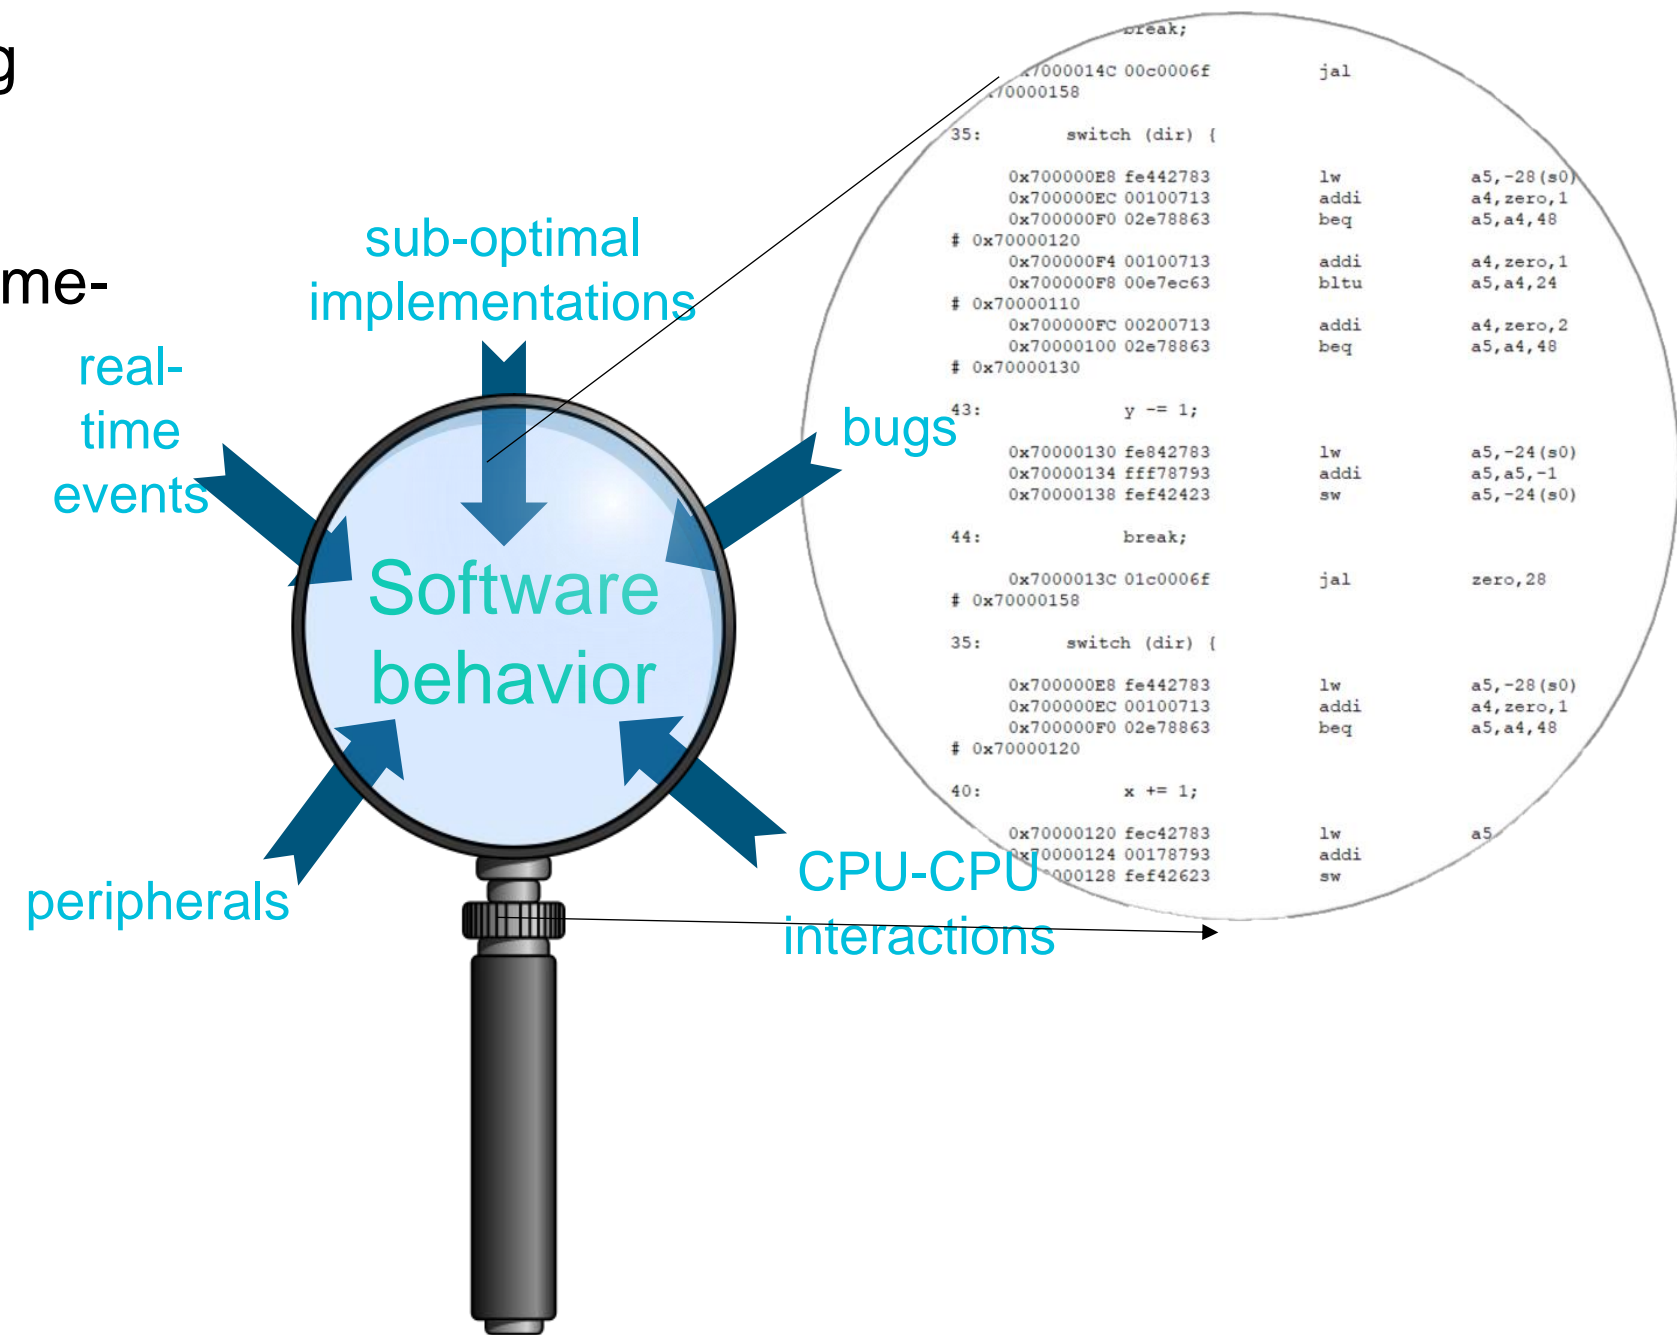 g
me-
sub-optimal
implementations
real-
time
events
bugs
Software
behavior
peripherals
CPU-CPU
interactions
break;
x7000014C 00c0006f jal
x70000158
35: switch (dir) {
0x700000E8 fe442783 lw a5,-28(s0)
0x700000EC 00100713 addi a4,zero,1
0x700000F0 02e78863 beq a5,a4,48
# 0x70000120
0x700000F4 00100713 addi a4,zero,1
0x700000F8 00e7ec63 bltu a5,a4,24
# 0x70000110
0x700000FC 00200713 addi a4,zero,2
0x70000100 02e78863 beq a5,a4,48
# 0x70000130
43: y -= 1;
0x70000130 fe842783 lw a5,-24(s0)
0x70000134 fff78793 addi a5,a5,-1
0x70000138 fef42423 sw a5,-24(s0)
44: break;
0x7000013C 01c0006f jal zero,28
# 0x70000158
35: switch (dir) {
0x700000E8 fe442783 lw a5,-28(s0)
0x700000EC 00100713 addi a4,zero,1
0x700000F0 02e78863 beq a5,a4,48
# 0x70000120
40: x += 1;
0x70000120 fec42783 lw a5
0x70000124 00178793 addi
000128 fef42623 sw